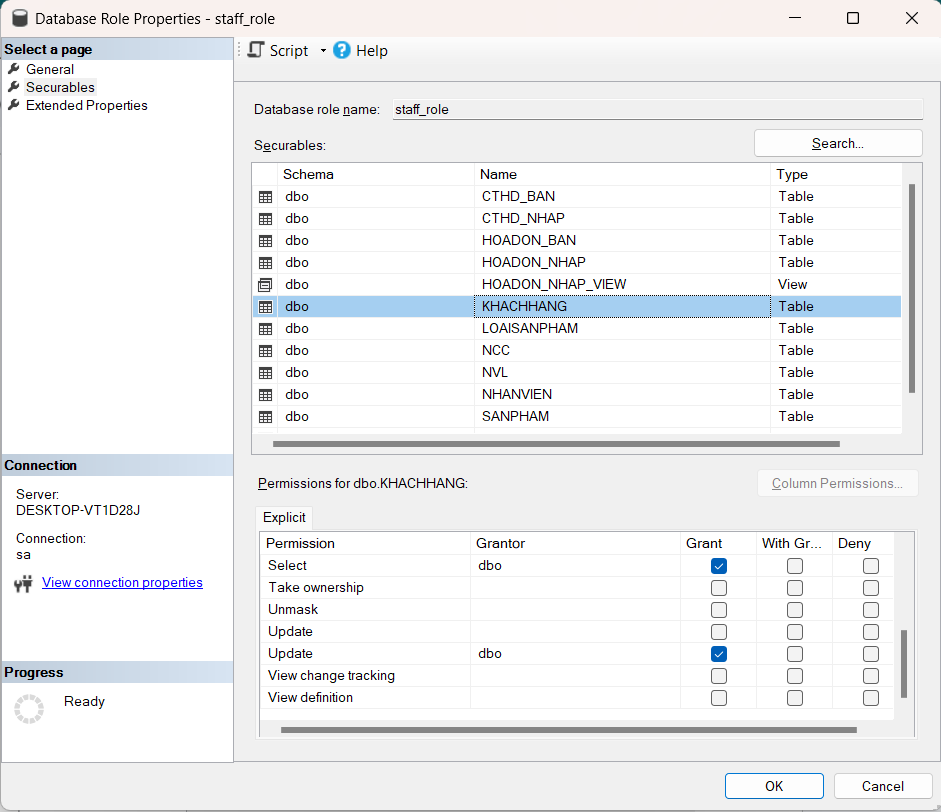 Database Role Properties - staff_role
Select a page
General
Securables
Extended Properties
Script
Help
Database role name: staff_role
Securables:
Search...
Schema Name Type
dbo CTHD_BAN Table
dbo CTHD_NHAP Table
dbo HOADON_BAN Table
dbo HOADON_NHAP Table
dbo HOADON_NHAP_VIEW View
dbo KHACHHANG Table
dbo LOAISANPHAM Table
dbo NCC Table
dbo NVL Table
dbo NHANVIEN Table
dbo SANPHAM Table
Connection
Server:
DESKTOP-VT1D28J
Connection:
sa
View connection properties
Progress
Ready
Permissions for dbo.KHACHHANG:
Column Permissions...
Explicit
Permission Grantor Grant With Gr... Deny
Select dbo
Take ownership
Unmask
Update
Update dbo
View change tracking
View definition
OK Cancel